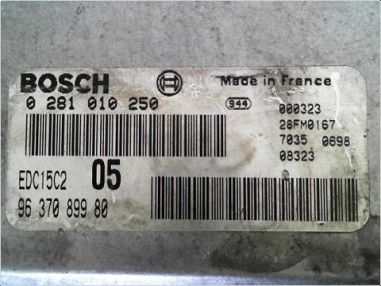 BOSCH Made in France
0 281 010 250 944 000323
28FM0167
7035 0698
08323
EDC15C2 05
96 370 899 80